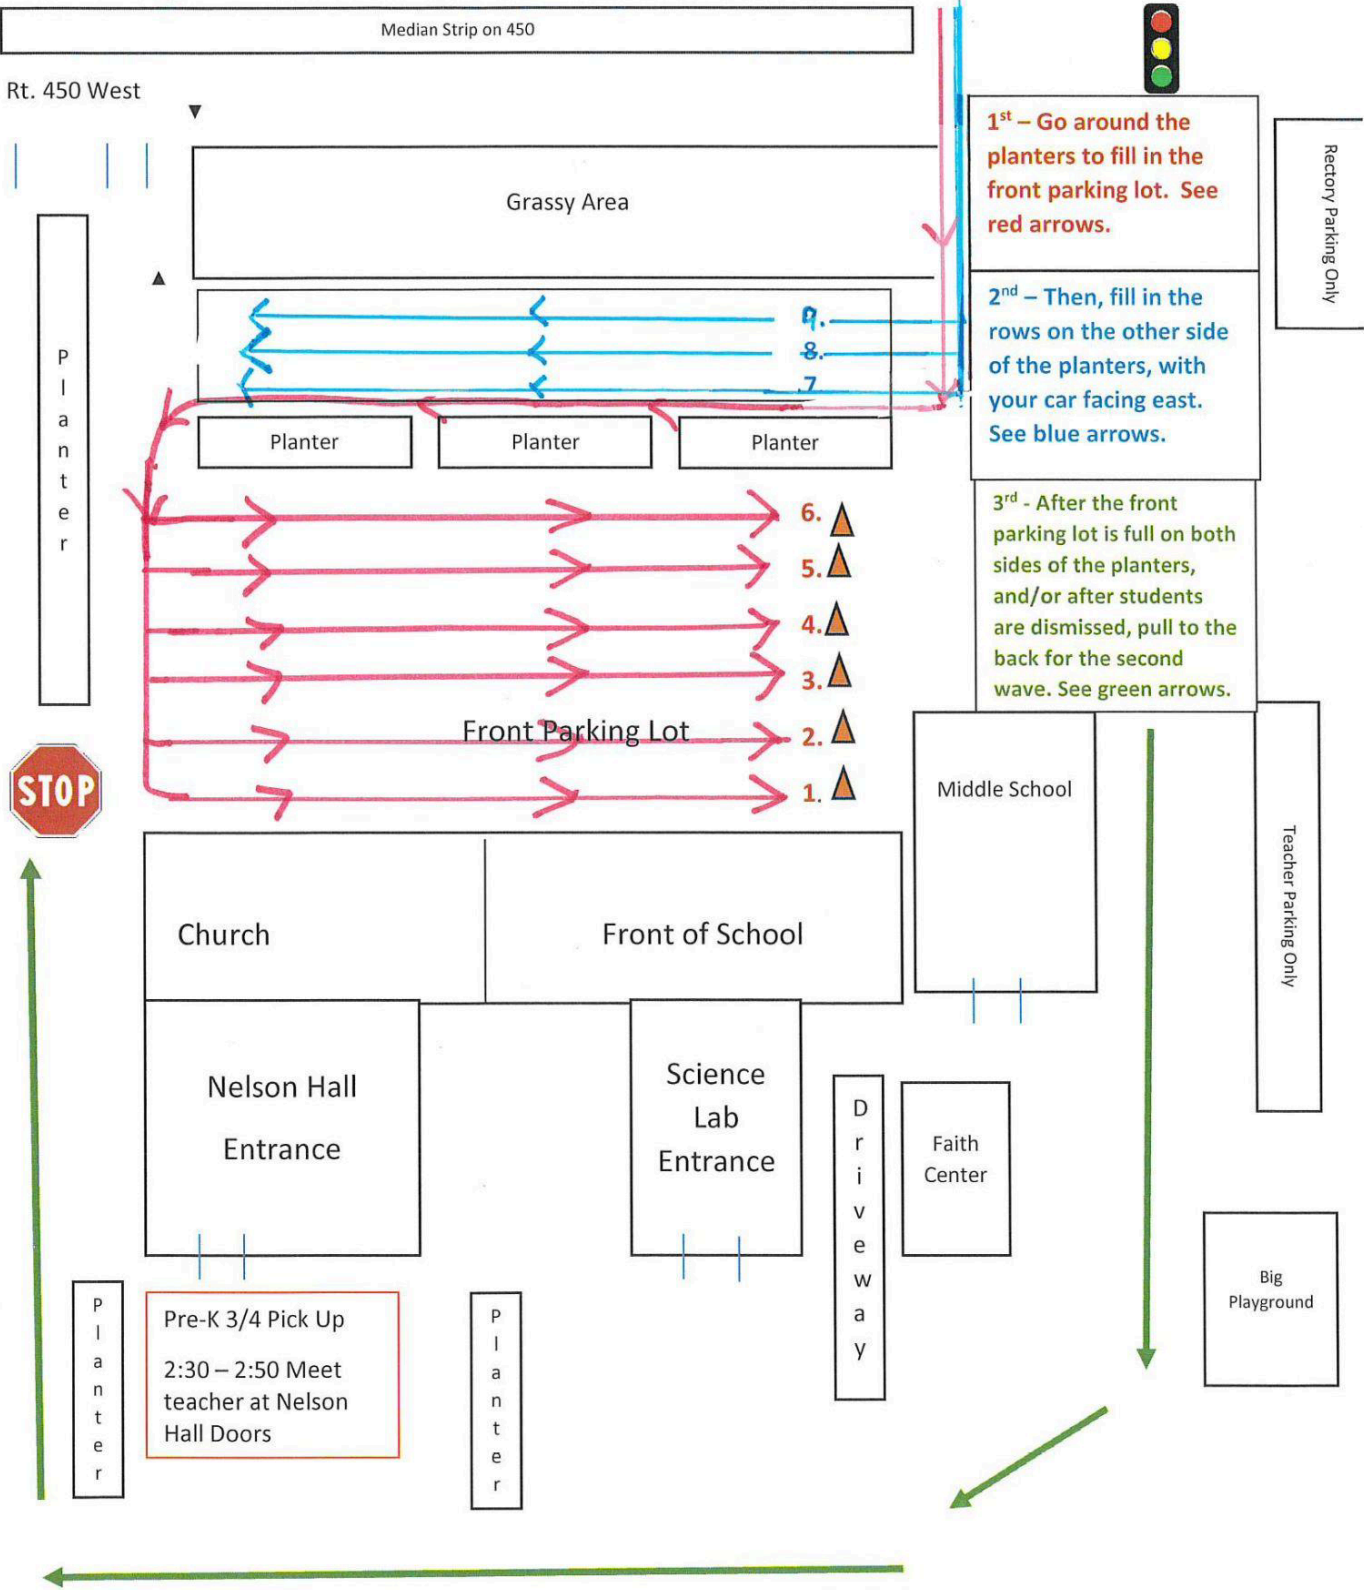 Median Strip on 450
Rt. 450 West
Grassy Area
1st – Go around the
planters to fill in the
front parking lot. See
red arrows.
Rectory Parking Only
2nd – Then, fill in the
rows on the other side
of the planters, with
your car facing east.
See blue arrows.
9.
8.
7
Planter
Planter
Planter
Planter
3rd - After the front
parking lot is full on both
sides of the planters,
and/or after students
are dismissed, pull to the
back for the second
wave. See green arrows.
6.
5.
4.
3.
2.
1.
Front Parking Lot
STOP
Middle School
Teacher Parking Only
Church
Front of School
Nelson Hall
Entrance
Science
Lab
Entrance
Driveway
Faith
Center
Big
Playground
Planter
Pre-K 3/4 Pick Up
2:30 – 2:50 Meet
teacher at Nelson
Hall Doors
Planter